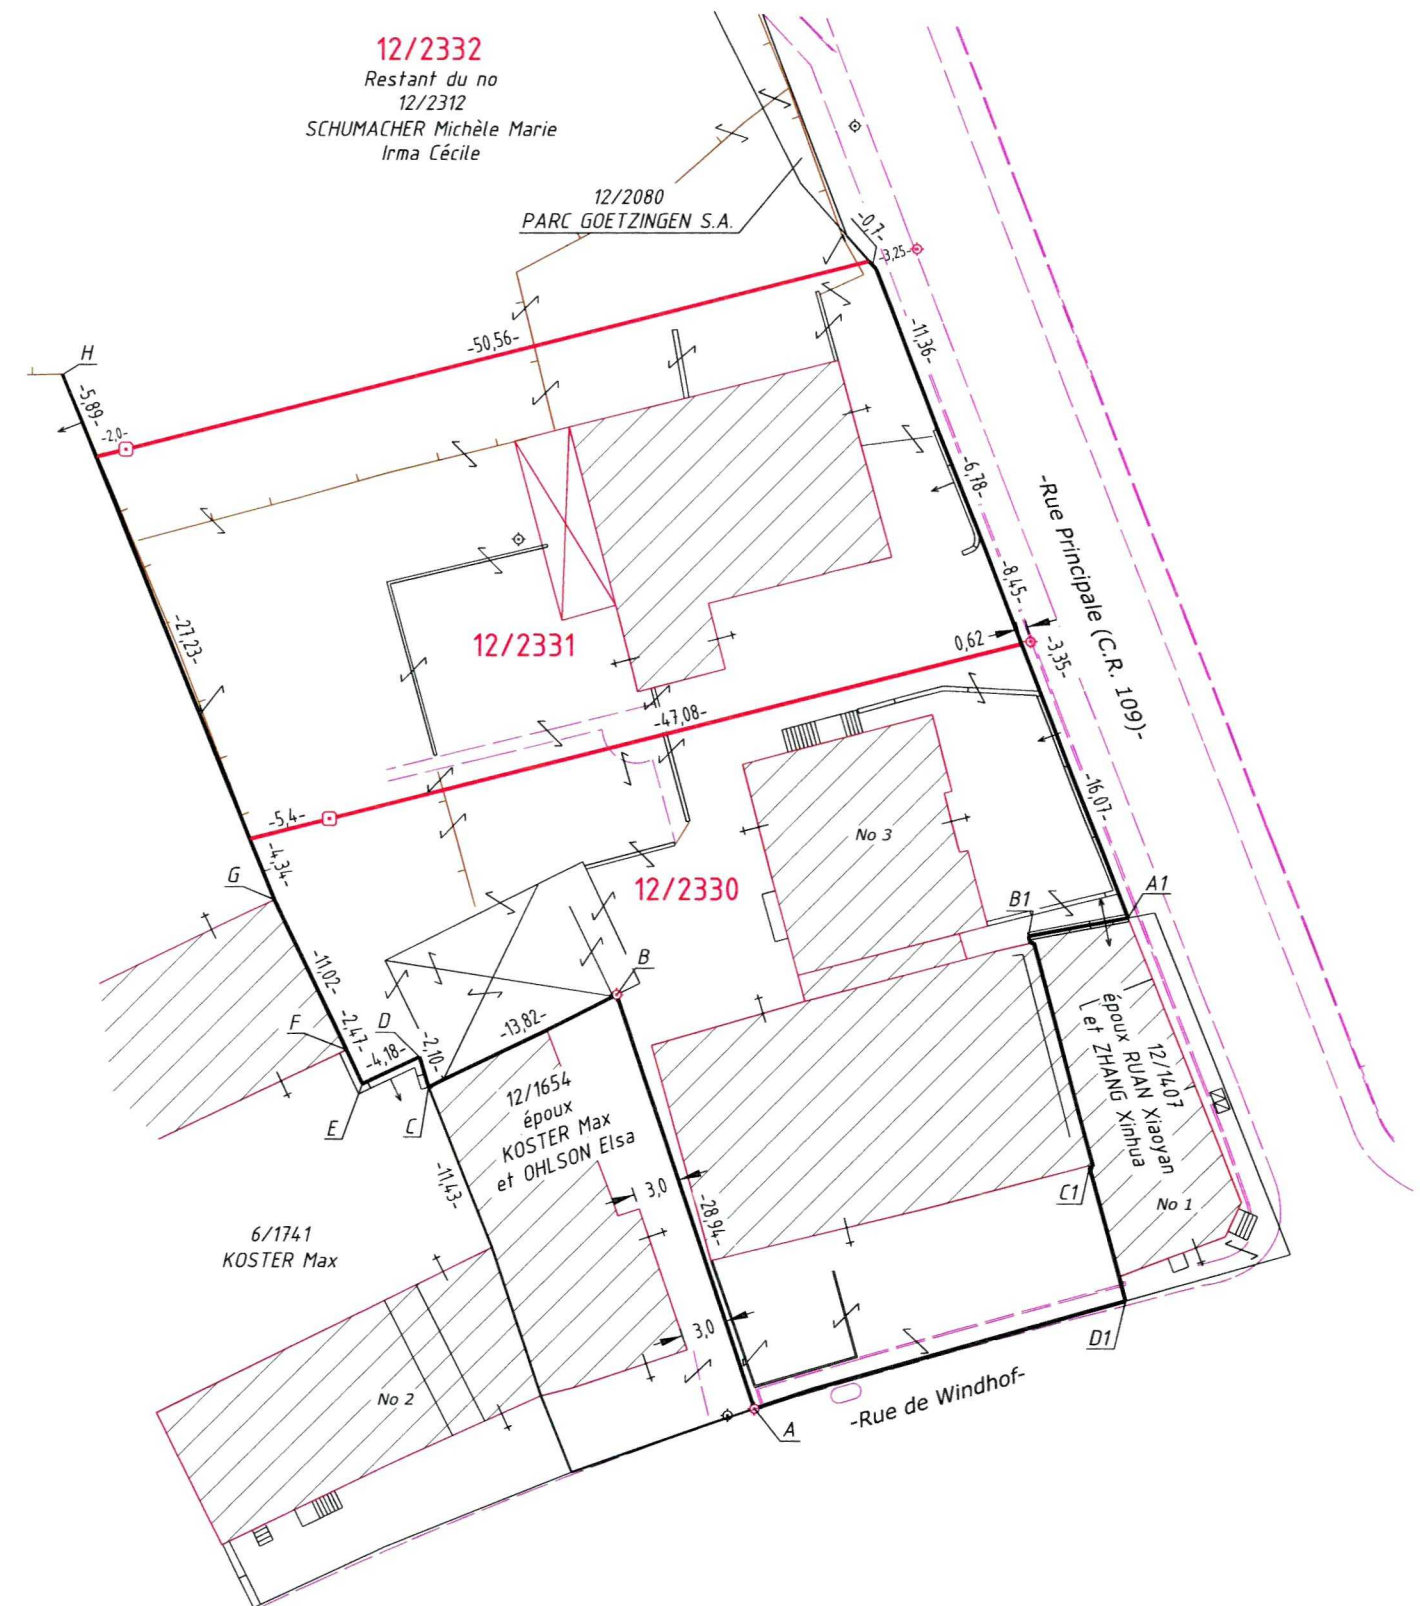 12/2332
Restant du no
12/2312
SCHUMACHER Michèle Marie
Irma Cécile
12/2080
PARC GOETZINGEN S.A.
-0,7-
-3,25-
-50,56-
-11,36-
H
-5,89-
-2,0-
-6,78-
-Rue Principale (C.R. 109)-
-8,45-
-27,23-
12/2331
0,62
-3,35-
-47,08-
-5,4-
-4,34-
-16,07-
No 3
G
12/2330
B1
A1
-11,02-
B
F
D
-2,47-
-4,18-
-2,10-
-13,82-
E
C
12/1654
époux
KOSTER Max
et OHLSON Elsa
12/1407
époux RUAN Xiaoyan
et ZHANG Xinhua
-11,43-
3,0
-28,94-
C1
No 1
6/1741
KOSTER Max
3,0
D1
No 2
-Rue de Windhof-
A